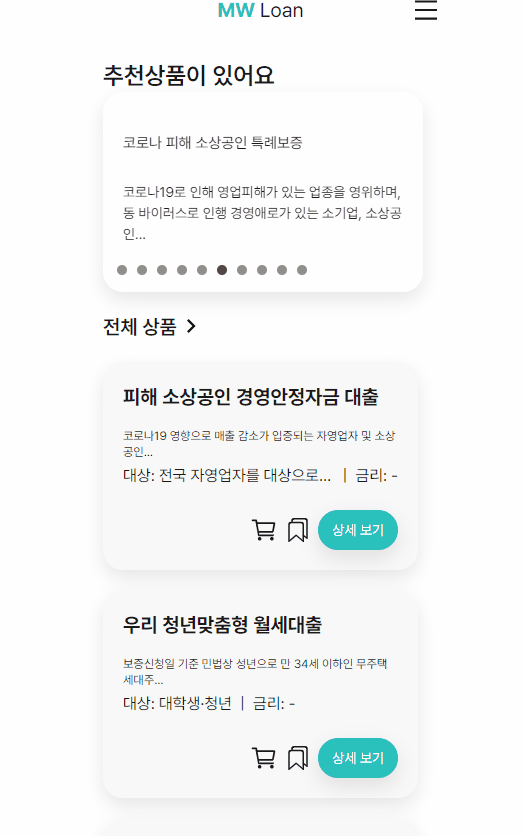 MW Loan
추천상품이 있어요
코로나 피해 소상공인 특례보증
코로나19로 인해 영업피해가 있는 업종을 영위하며,
동 바이러스로 인행 경영애로가 있는 소기업, 소상공
인...
전체 상품
피해 소상공인 경영안정자금 대출
코로나19 영향으로 매출 감소가 입증되는 자영업자 및 소상
공인...
대상: 전국 자영업자를 대상으로... | 금리: -
상세 보기
우리 청년맞춤형 월세대출
보증신청일 기준 민법상 성년으로 만 34세 이하인 무주택
세대주...
대상: 대학생·청년 | 금리: -
상세 보기